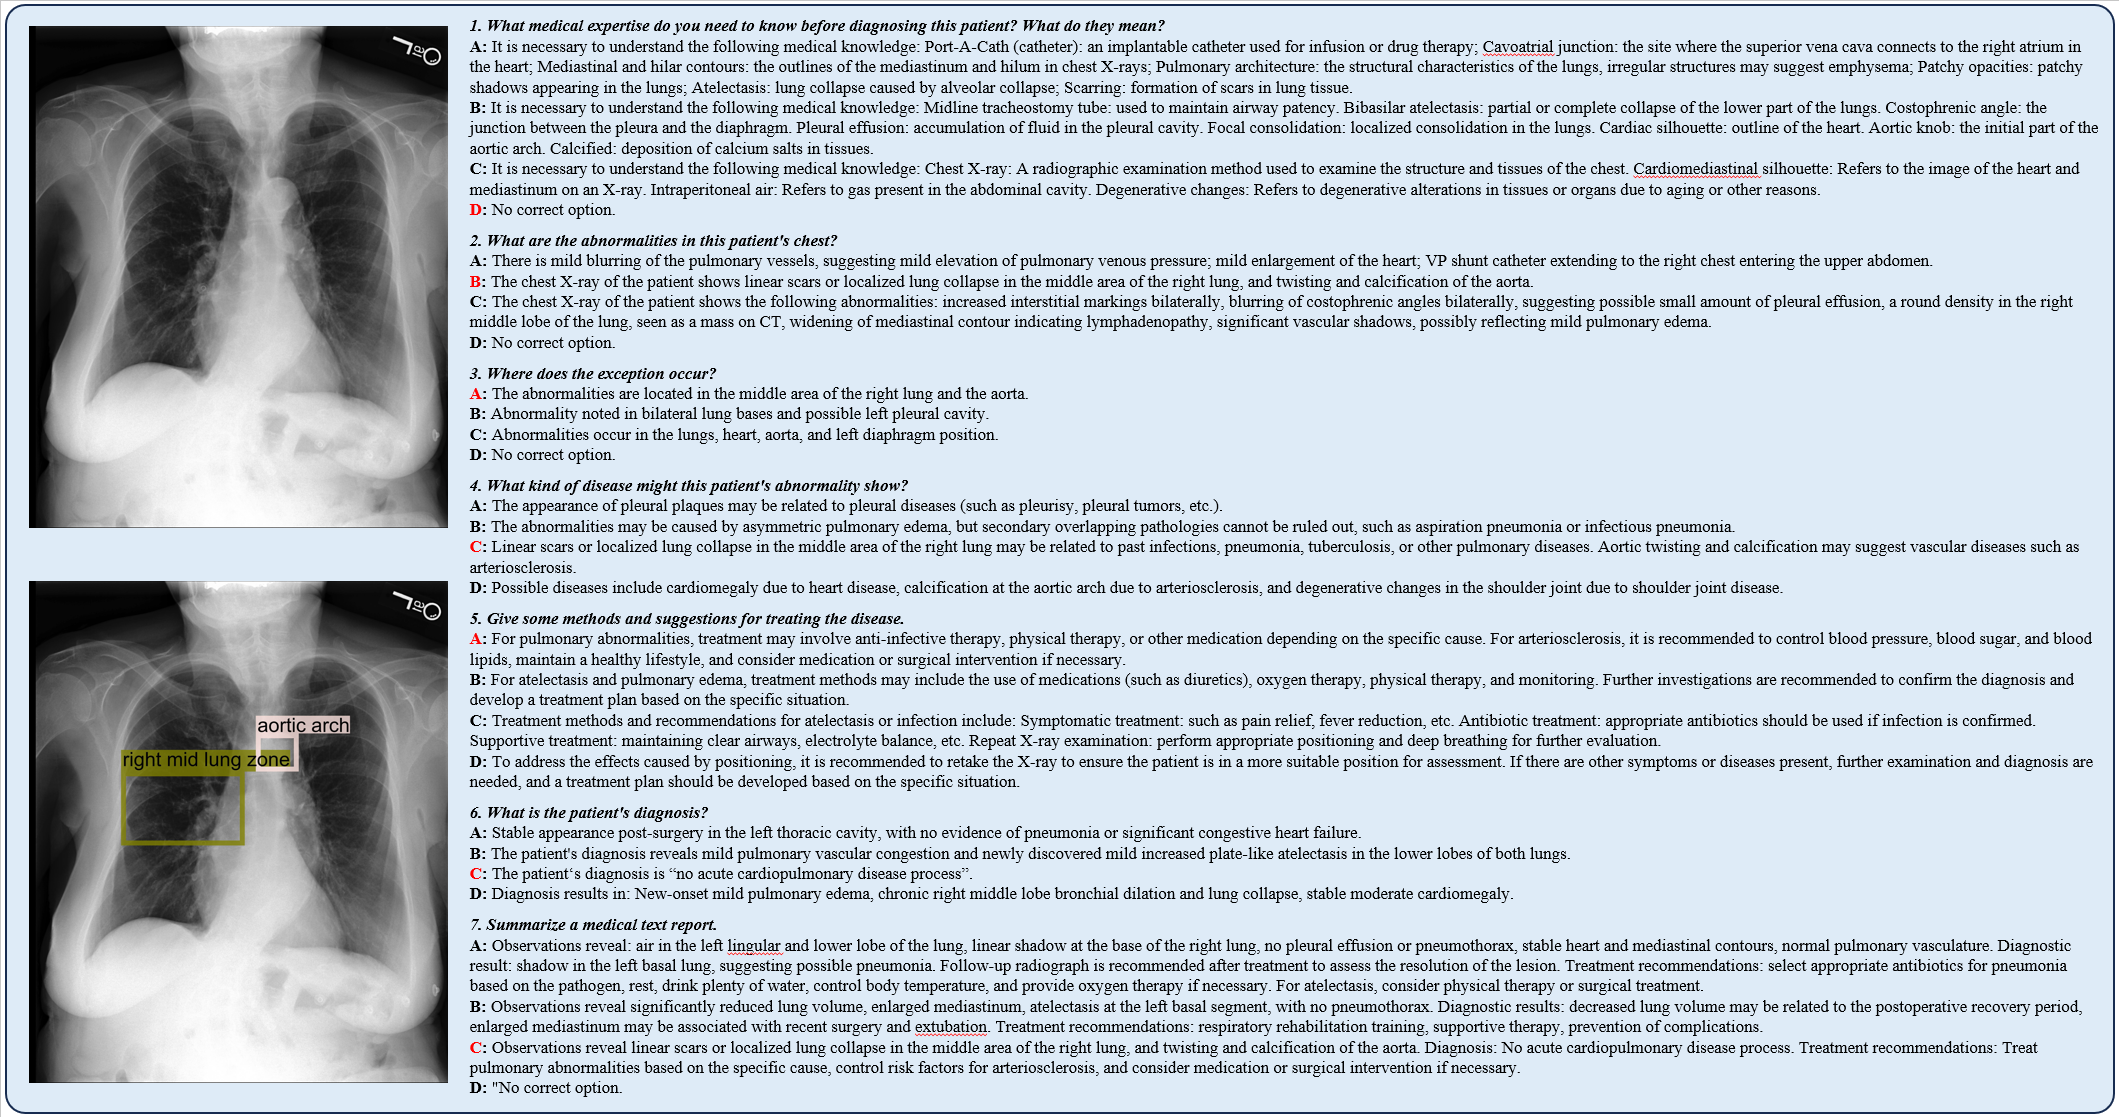 1. What medical expertise do you need to know before diagnosing this patient? What do they mean?
A: It is necessary to understand the following medical knowledge: Port-A-Cath (catheter): an implantable catheter used for infusion or drug therapy; Cavoatrial junction: the site where the superior vena cava connects to the right atrium in
the heart; Mediastinal and hilar contours: the outlines of the mediastinum and hilum in chest X-rays; Pulmonary architecture: the structural characteristics of the lungs, irregular structures may suggest emphysema; Patchy opacities: patchy
shadows appearing in the lungs; Atelectasis: lung collapse caused by alveolar collapse; Scarring: formation of scars in lung tissue.
B: It is necessary to understand the following medical knowledge: Midline tracheostomy tube: used to maintain airway patency. Bibasilar atelectasis: partial or complete collapse of the lower part of the lungs. Costophrenic angle: the
junction between the pleura and the diaphragm. Pleural effusion: accumulation of fluid in the pleural cavity. Focal consolidation: localized consolidation in the lungs. Cardiac silhouette: outline of the heart. Aortic knob: the initial part of the
aortic arch. Calcified: deposition of calcium salts in tissues.
C: It is necessary to understand the following medical knowledge: Chest X-ray: A radiographic examination method used to examine the structure and tissues of the chest. Cardiomediastinal silhouette: Refers to the image of the heart and
mediastinum on an X-ray. Intraperitoneal air: Refers to gas present in the abdominal cavity. Degenerative changes: Refers to degenerative alterations in tissues or organs due to aging or other reasons.
D: No correct option.
2. What are the abnormalities in this patient's chest?
A: There is mild blurring of the pulmonary vessels, suggesting mild elevation of pulmonary venous pressure; mild enlargement of the heart; VP shunt catheter extending to the right chest entering the upper abdomen.
B: The chest X-ray of the patient shows linear scars or localized lung collapse in the middle area of the right lung, and twisting and calcification of the aorta.
C: The chest X-ray of the patient shows the following abnormalities: increased interstitial markings bilaterally, blurring of costophrenic angles bilaterally, suggesting possible small amount of pleural effusion, a round density in the right
middle lobe of the lung, seen as a mass on CT, widening of mediastinal contour indicating lymphadenopathy, significant vascular shadows, possibly reflecting mild pulmonary edema.
D: No correct option.
3. Where does the exception occur?
A: The abnormalities are located in the middle area of the right lung and the aorta.
B: Abnormality noted in bilateral lung bases and possible left pleural cavity.
C: Abnormalities occur in the lungs, heart, aorta, and left diaphragm position.
D: No correct option.
4. What kind of disease might this patient's abnormality show?
A: The appearance of pleural plaques may be related to pleural diseases (such as pleurisy, pleural tumors, etc.).
B: The abnormalities may be caused by asymmetric pulmonary edema, but secondary overlapping pathologies cannot be ruled out, such as aspiration pneumonia or infectious pneumonia.
C: Linear scars or localized lung collapse in the middle area of the right lung may be related to past infections, pneumonia, tuberculosis, or other pulmonary diseases. Aortic twisting and calcification may suggest vascular diseases such as
arteriosclerosis.
D: Possible diseases include cardiomegaly due to heart disease, calcification at the aortic arch due to arteriosclerosis, and degenerative changes in the shoulder joint due to shoulder joint disease.
5. Give some methods and suggestions for treating the disease.
A: For pulmonary abnormalities, treatment may involve anti-infective therapy, physical therapy, or other medication depending on the specific cause. For arteriosclerosis, it is recommended to control blood pressure, blood sugar, and blood
lipids, maintain a healthy lifestyle, and consider medication or surgical intervention if necessary.
B: For atelectasis and pulmonary edema, treatment methods may include the use of medications (such as diuretics), oxygen therapy, physical therapy, and monitoring. Further investigations are recommended to confirm the diagnosis and
develop a treatment plan based on the specific situation.
C: Treatment methods and recommendations for atelectasis or infection include: Symptomatic treatment: such as pain relief, fever reduction, etc. Antibiotic treatment: appropriate antibiotics should be used if infection is confirmed.
Supportive treatment: maintaining clear airways, electrolyte balance, etc. Repeat X-ray examination: perform appropriate positioning and deep breathing for further evaluation.
D: To address the effects caused by positioning, it is recommended to retake the X-ray to ensure the patient is in a more suitable position for assessment. If there are other symptoms or diseases present, further examination and diagnosis are
needed, and a treatment plan should be developed based on the specific situation.
6. What is the patient's diagnosis?
A: Stable appearance post-surgery in the left thoracic cavity, with no evidence of pneumonia or significant congestive heart failure.
B: The patient's diagnosis reveals mild pulmonary vascular congestion and newly discovered mild increased plate-like atelectasis in the lower lobes of both lungs.
C: The patient‘s diagnosis is “no acute cardiopulmonary disease process”.
D: Diagnosis results in: New-onset mild pulmonary edema, chronic right middle lobe bronchial dilation and lung collapse, stable moderate cardiomegaly.
7. Summarize a medical text report.
A: Observations reveal: air in the left lingular and lower lobe of the lung, linear shadow at the base of the right lung, no pleural effusion or pneumothorax, stable heart and mediastinal contours, normal pulmonary vasculature. Diagnostic
result: shadow in the left basal lung, suggesting possible pneumonia. Follow-up radiograph is recommended after treatment to assess the resolution of the lesion. Treatment recommendations: select appropriate antibiotics for pneumonia
based on the pathogen, rest, drink plenty of water, control body temperature, and provide oxygen therapy if necessary. For atelectasis, consider physical therapy or surgical treatment.
B: Observations reveal significantly reduced lung volume, enlarged mediastinum, atelectasis at the left basal segment, with no pneumothorax. Diagnostic results: decreased lung volume may be related to the postoperative recovery period,
enlarged mediastinum may be associated with recent surgery and extubation. Treatment recommendations: respiratory rehabilitation training, supportive therapy, prevention of complications.
C: Observations reveal linear scars or localized lung collapse in the middle area of the right lung, and twisting and calcification of the aorta. Diagnosis: No acute cardiopulmonary disease process. Treatment recommendations: Treat
pulmonary abnormalities based on the specific cause, control risk factors for arteriosclerosis, and consider medication or surgical intervention if necessary.
D: "No correct option.
aortic arch
right mid lung zone